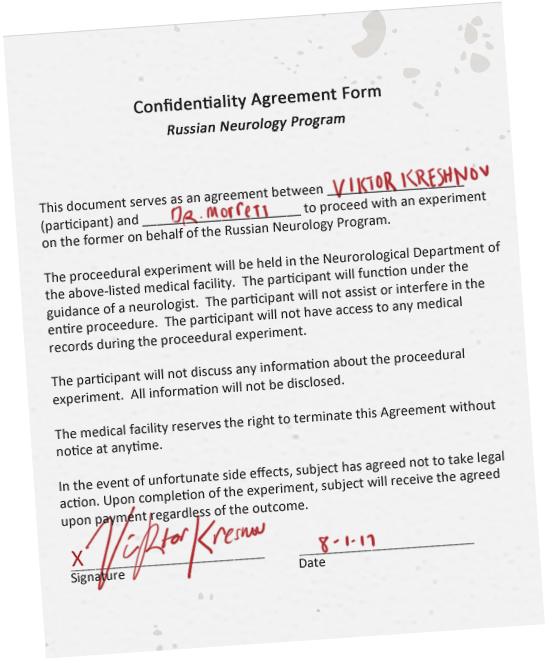 Confidentiality Agreement Form
Russian Neurology Program
This document serves as an agreement between VIKTOR KRESHNOV
(participant) and DR. Morreti to proceed with an experiment
on the former on behalf of the Russian Neurology Program.
The proceedural experiment will be held in the Neurorological Department of
the above-listed medical facility. The participant will function under the
guidance of a neurologist. The participant will not assist or interfere in the
entire proceedure. The participant will not have access to any medical
records during the proceedural experiment.
The participant will not discuss any information about the proceedural
experiment. All information will not be disclosed.
The medical facility reserves the right to terminate this Agreement without
notice at anytime.
In the event of unfortunate side effects, subject has agreed not to take legal
action. Upon completion of the experiment, subject will receive the agreed
upon payment regardless of the outcome.
X Viktor Kresnov 8-1-17
Signature Date